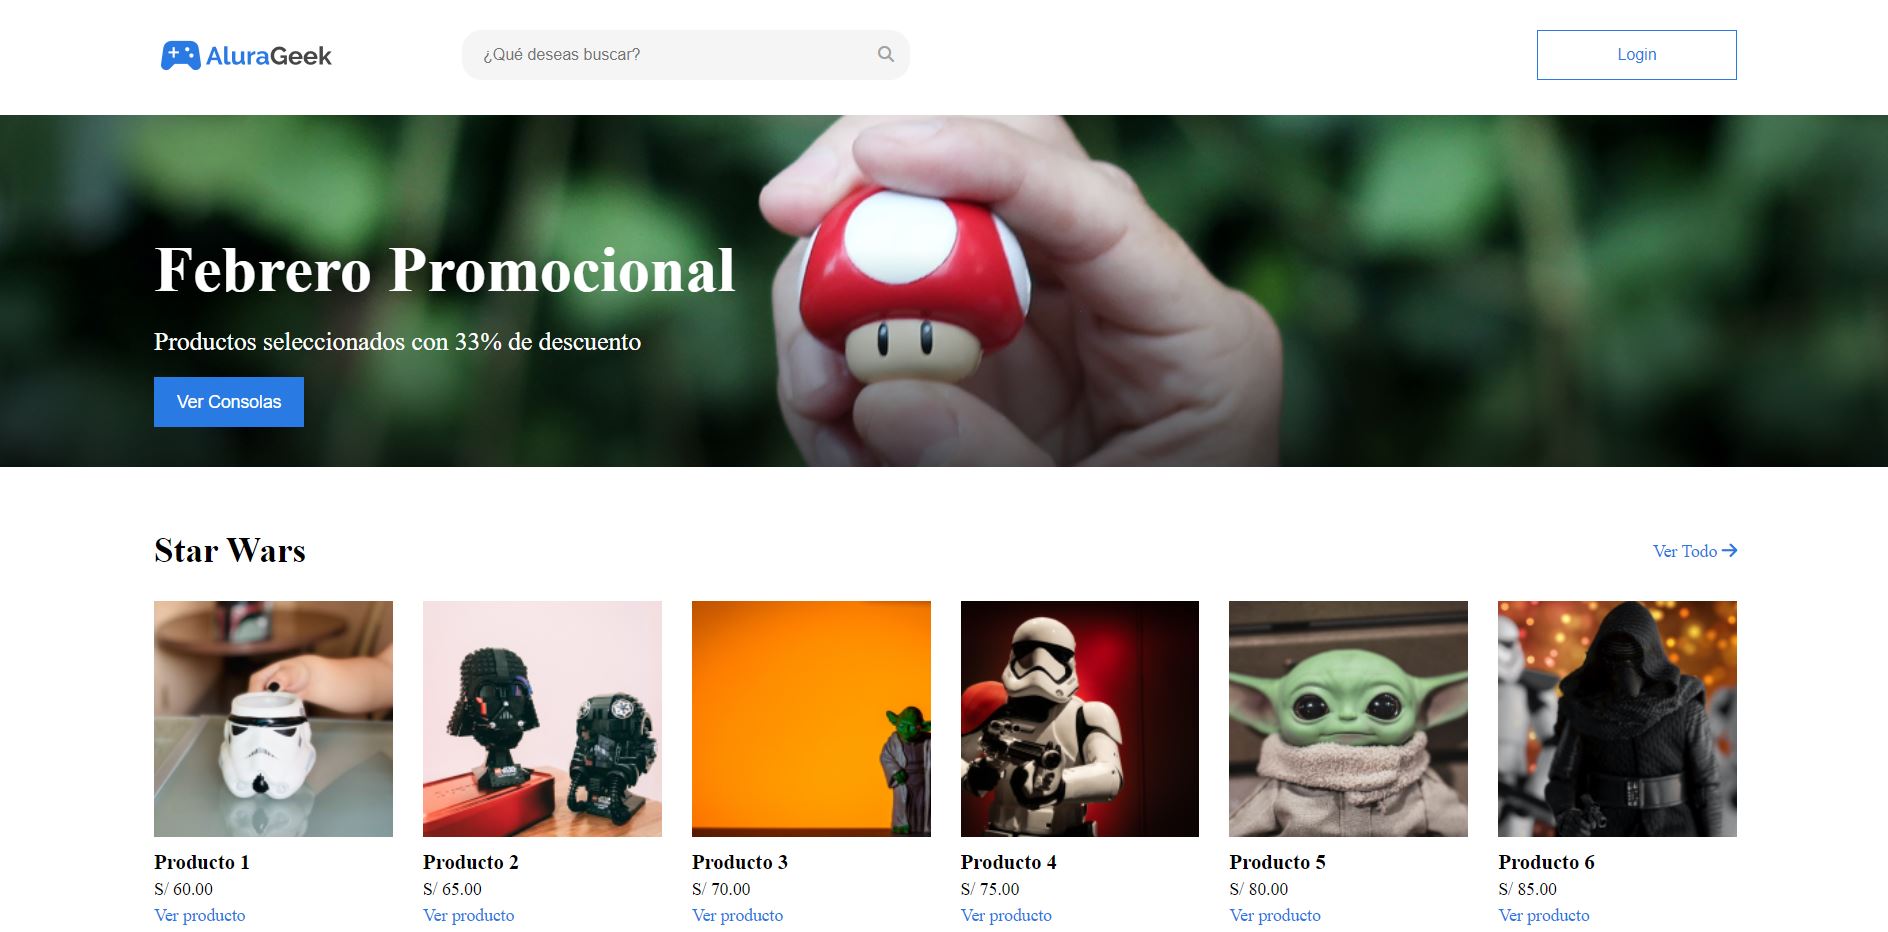 AluraGeek
¿Qué deseas buscar?
Login
Febrero Promocional
Productos seleccionados con 33% de descuento
Ver Consolas
Star Wars
Ver Todo →
Producto 1
S/ 60.00
Ver producto
Producto 2
S/ 65.00
Ver producto
Producto 3
S/ 70.00
Ver producto
Producto 4
S/ 75.00
Ver producto
Producto 5
S/ 80.00
Ver producto
Producto 6
S/ 85.00
Ver producto